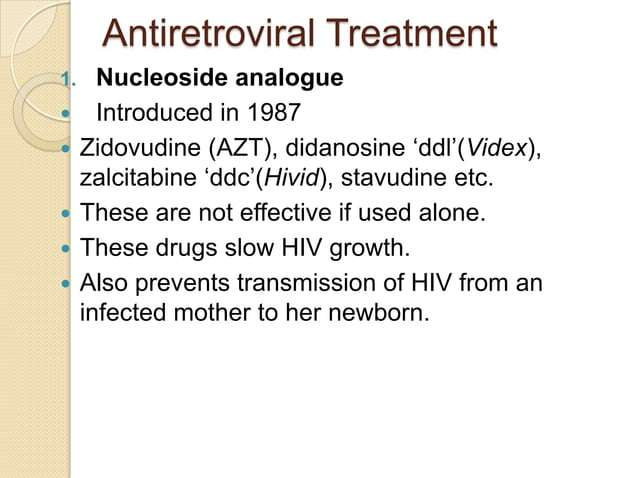 Antiretroviral Treatment
1. Nucleoside analogue
• Introduced in 1987
• Zidovudine (AZT), didanosine ‘ddl’(Videx),
zalcitabine ‘ddc’(Hivid), stavudine etc.
• These are not effective if used alone.
• These drugs slow HIV growth.
• Also prevents transmission of HIV from an
infected mother to her newborn.